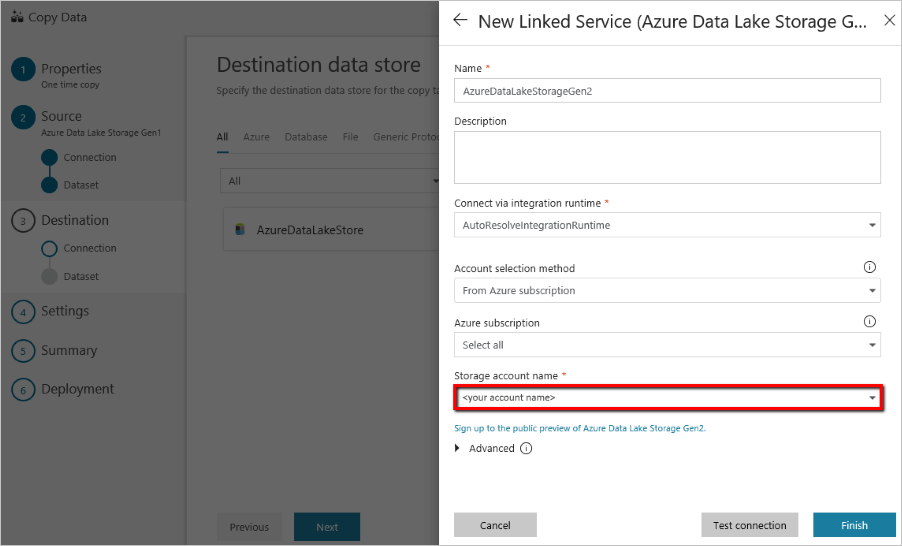 Copy Data
1 Properties
One time copy
2 Source
Azure Data Lake Storage Gen1
Connection
Dataset
3 Destination
Connection
Dataset
4 Settings
5 Summary
6 Deployment
Destination data store
Specify the destination data store for the copy ta
All Azure Database File Generic Protoc
All
AzureDataLakeStore
Previous Next
New Linked Service (Azure Data Lake Storage G...
Name *
AzureDataLakeStorageGen2
Description
Connect via integration runtime *
AutoResolveIntegrationRuntime
Account selection method
From Azure subscription
Azure subscription
Select all
Storage account name *
<your account name>
Sign up to the public preview of Azure Data Lake Storage Gen2.
Advanced
Cancel Test connection Finish